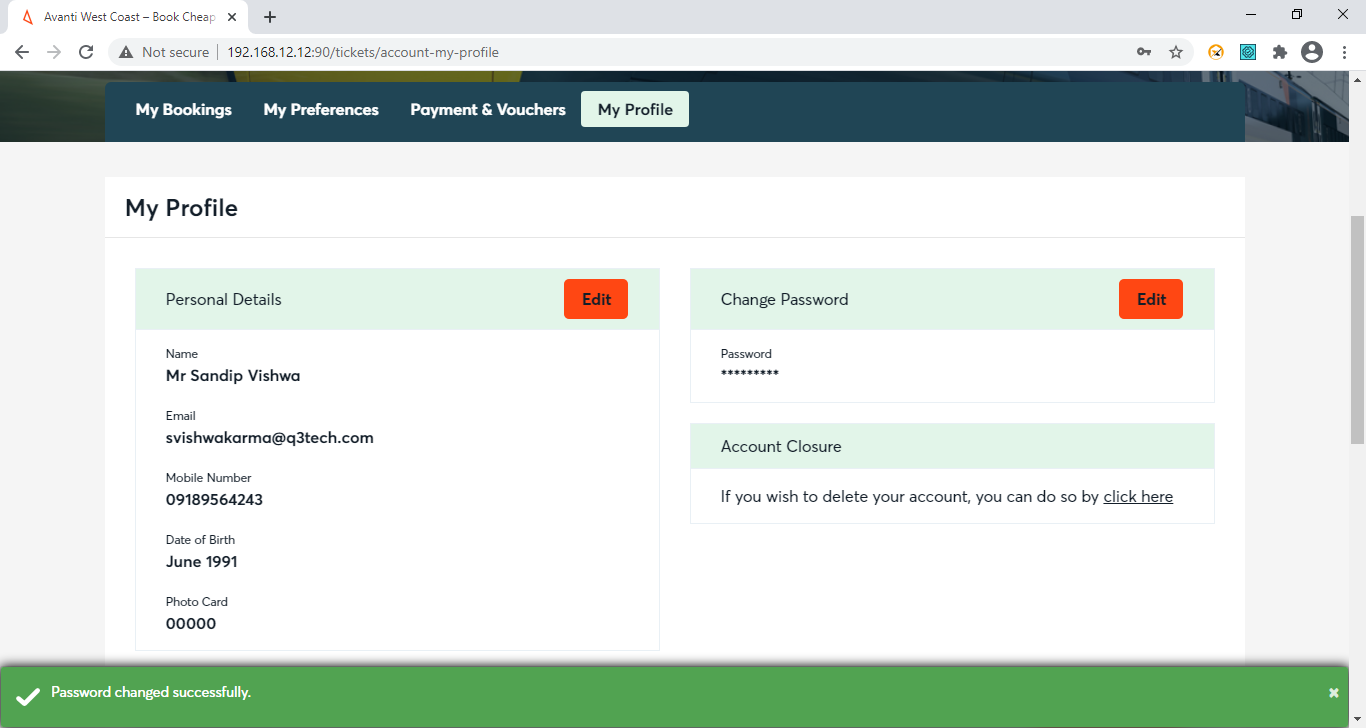 Avanti West Coast – Book Cheap
Not secure
192.168.12.12:90/tickets/account-my-profile
My Bookings My Preferences Payment & Vouchers My Profile
My Profile
Personal Details
Edit
Name
Mr Sandip Vishwa
Email
svishwakarma@q3tech.com
Mobile Number
09189564243
Date of Birth
June 1991
Photo Card
00000
Change Password
Edit
Password
*********
Account Closure
If you wish to delete your account, you can do so by click here
Password changed successfully.